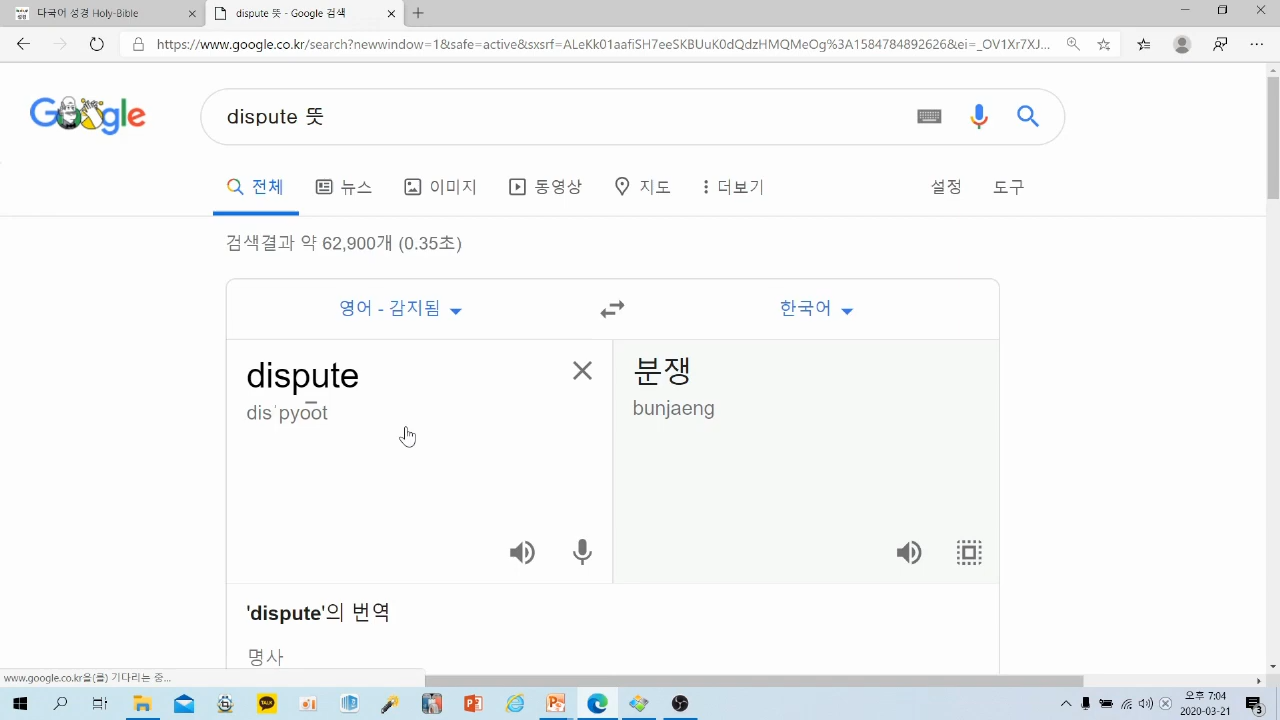 다국어 성경 Holy-Bible
dispute 뜻 - Google 검색
https://www.google.co.kr/search?newwindow=1&safe=active&sxsrf=ALeKk01aafiSH7eeSKBUuK0dQdzHMQMeOg%3A1584784892626&ei=_OV1Xr7XJ...
Google
dispute 뜻
전체 뉴스 이미지 동영상 지도 더보기 설정 도구
검색결과 약 62,900개 (0.35초)
영어 - 감지됨 한국어
dispute 분쟁
disˈpyo͞ot bunjaeng
'dispute'의 번역
명사
www.google.co.kr을(를) 기다리는 중...
오후 7:04
2020-03-21